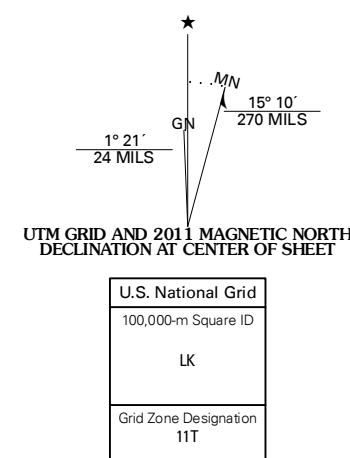 ★
MN
GN
15° 10´
270 MILS
1° 21´
24 MILS
UTM GRID AND 2011 MAGNETIC NORTH
DECLINATION AT CENTER OF SHEET
U.S. National Grid
100,000-m Square ID
LK
Grid Zone Designation
11T